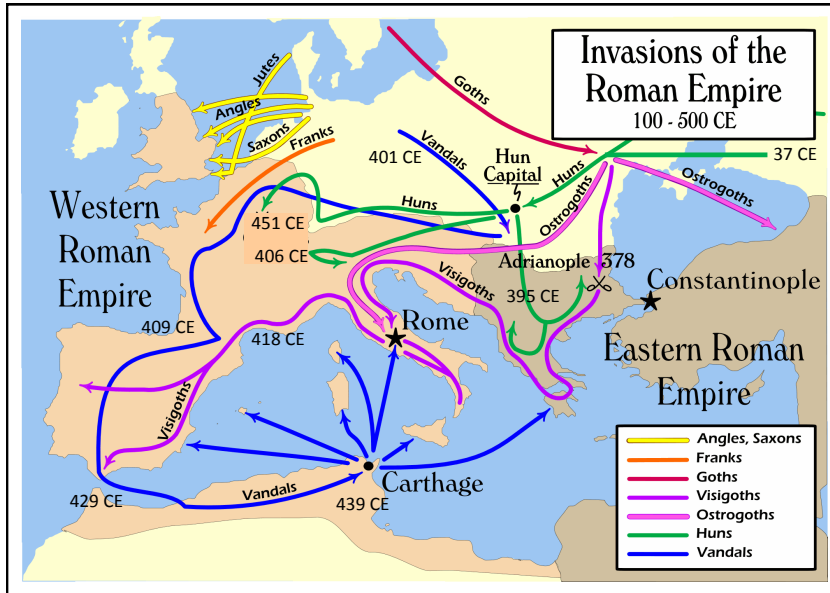 Invasions of the
Roman Empire
100 - 500 CE
Jutes
Angles
Saxons
Franks
Goths
401 CE
Vandals
Hun
Capital
Huns
37 CE
Ostrogoths
Ostrogoths
Western
Roman
Empire
451 CE
Huns
406 CE
Adrianople 378
Visigoths
395 CE
Constantinople
Rome
409 CE
418 CE
Eastern Roman
Empire
Visigoths
Vandals
Carthage
429 CE
439 CE
Angles, Saxons
Franks
Goths
Visigoths
Ostrogoths
Huns
Vandals